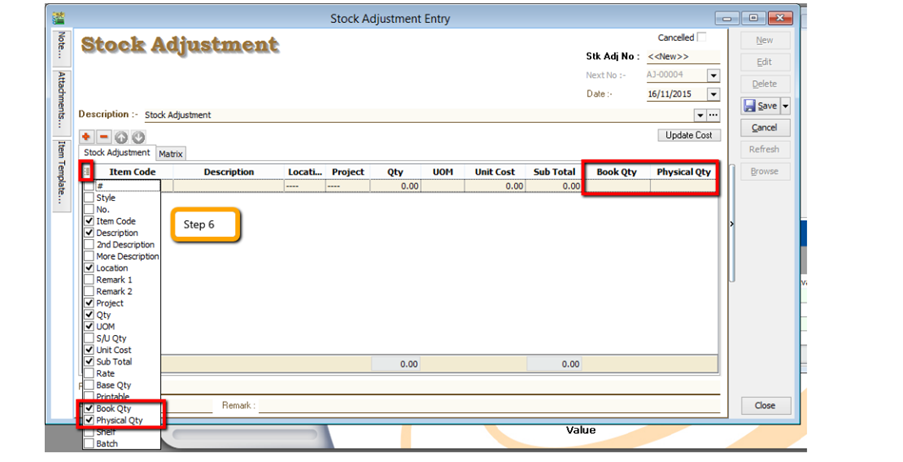 Stock Adjustment Entry
Note...
Attachments...
Item Template...
Stock Adjustment
Cancelled
Stk Adj No : <<New>>
Next No :- AJ-00004
Date :- 16/11/2015
Description :- Stock Adjustment
Update Cost
Stock Adjustment Matrix
Item Code Description Locati... Project Qty UOM Unit Cost Sub Total Book Qty Physical Qty
---- ---- 0.00 0.00 0.00
#
Style
No.
Item Code
Description
2nd Description
More Description
Location
Remark 1
Remark 2
Project
Qty
UOM
S/U Qty
Unit Cost
Sub Total
Rate
Base Qty
Printable
Book Qty
Physical Qty
Shelf
Batch
Step 6
0.00 0.00
Remark :
New
Edit
Delete
Save
Cancel
Refresh
Browse
Close
Value